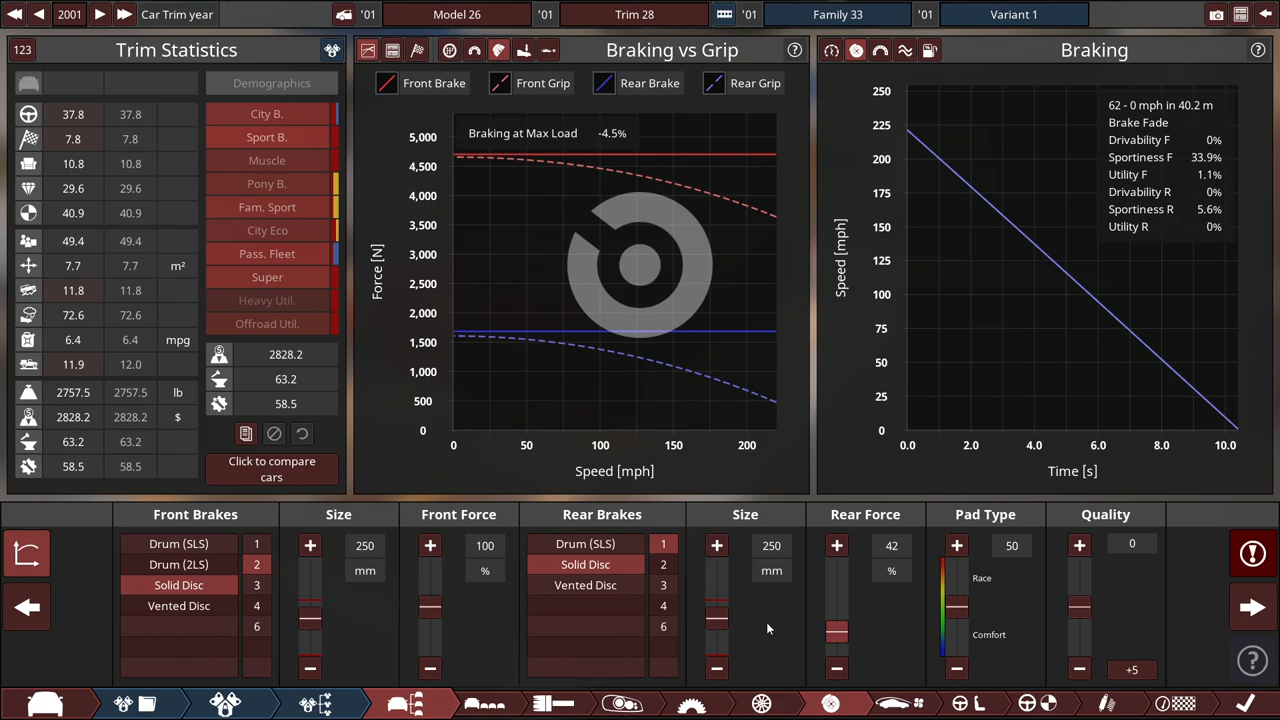 2001
Car Trim year
'01
Model 26
'01
Trim 28
'01
Family 33
'01
Variant 1
123
Trim Statistics
Demographics
37.8 37.8
7.8 7.8
10.8 10.8
29.6 29.6
40.9 40.9
49.4 49.4
7.7 7.7 m²
11.8 11.8
72.6 72.6
6.4 6.4 mpg
11.9 12.0
2757.5 2757.5 lb
2828.2 2828.2 $
63.2 63.2
58.5 58.5
City B.
Sport B.
Muscle
Pony B.
Fam. Sport
City Eco
Pass. Fleet
Super
Heavy Util.
Offroad Util.
2828.2
63.2
58.5
Click to compare
cars
Braking vs Grip
?
Front Brake
Front Grip
Rear Brake
Rear Grip
Braking at Max Load -4.5%
5,000
4,500
4,000
3,500
3,000
2,500
2,000
1,500
1,000
500
0
Force [N]
0 50 100 150 200
Speed [mph]
Braking
?
250
225
200
175
150
125
100
75
50
25
0
Speed [mph]
0.0 2.0 4.0 6.0 8.0 10.0
Time [s]
62 - 0 mph in 40.2 m
Brake Fade
Drivability F 0%
Sportiness F 33.9%
Utility F 1.1%
Drivability R 0%
Sportiness R 5.6%
Utility R 0%
Front Brakes
Drum (SLS)
Drum (2LS)
Solid Disc
Vented Disc
1
2
3
4
6
Size
+
250
mm
−
Front Force
+
100
%
−
Rear Brakes
Drum (SLS)
Solid Disc
Vented Disc
1
2
3
4
6
Size
+
250
mm
−
Rear Force
+
42
%
−
Pad Type
+
50
Race
Comfort
−
Quality
+
0
−
+5
?